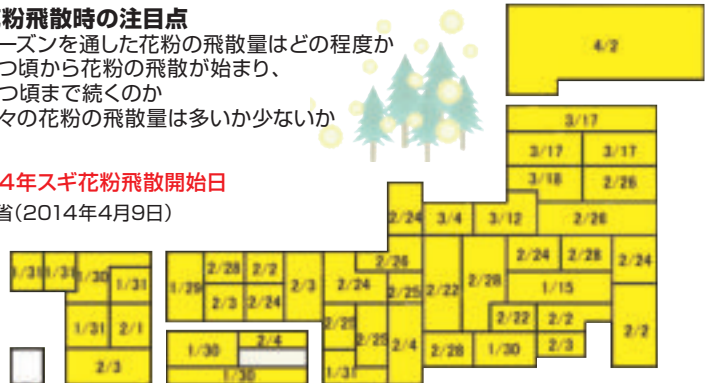 粉飛散時の注目点
ーズンを通した花粉の飛散量はどの程度か
つ頃から花粉の飛散が始まり、
つ頃まで続くのか
々の花粉の飛散量は多いか少ないか
4年スギ花粉飛散開始日
省(2014年4月9日)
4/2
3/17
3/17 3/17
3/18 2/26
2/24 3/4 3/12 2/26
1/31 1/31 1/30 1/31
1/29 2/28 2/2 2/3 2/24 2/26
2/24 2/28 2/24
2/3 2/24 2/25 2/22 2/28 1/15
1/31 2/1
2/25 2/25 2/4
2/22 2/2 2/2
1/30 2/4
2/28 1/30 2/3
2/3 1/30 1/31